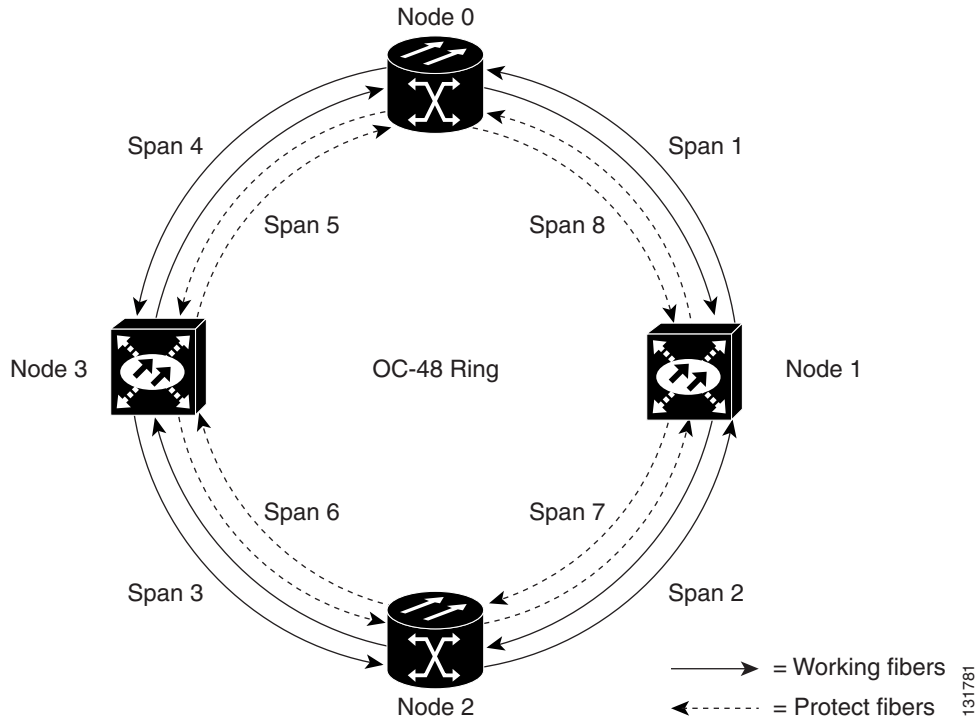 Node 0
Span 4
Span 1
Span 5
Span 8
Node 3
OC-48 Ring
Node 1
Span 6
Span 7
Span 3
Span 2
= Working fibers
Node 2
= Protect fibers
131781